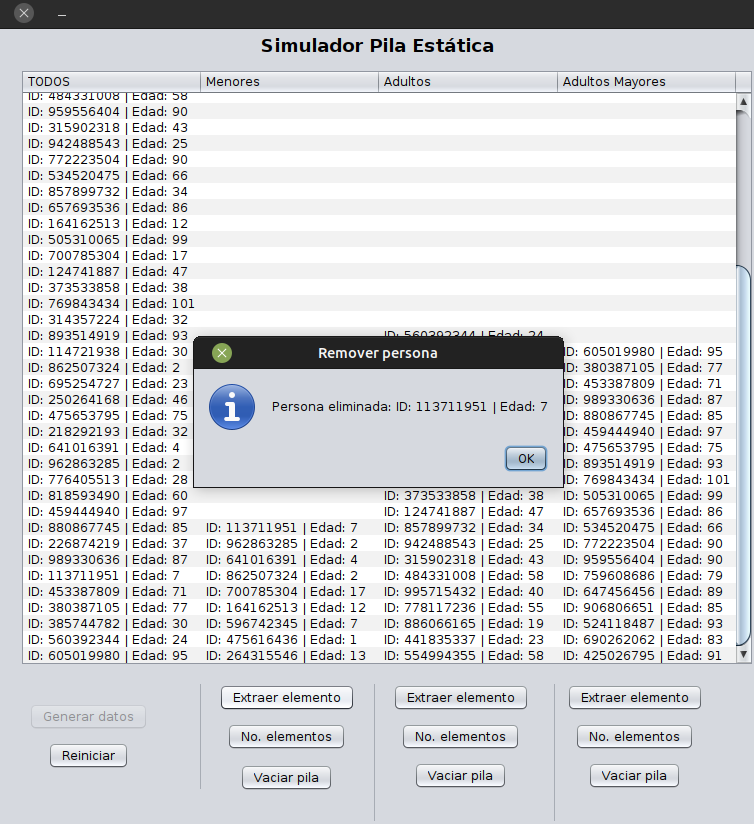 Simulador Pila Estática
TODOS Menores Adultos Adultos Mayores
ID: 484331008 | Edad: 58
ID: 959556404 | Edad: 90
ID: 315902318 | Edad: 43
ID: 942488543 | Edad: 25
ID: 772223504 | Edad: 90
ID: 534520475 | Edad: 66
ID: 857899732 | Edad: 34
ID: 657693536 | Edad: 86
ID: 164162513 | Edad: 12
ID: 505310065 | Edad: 99
ID: 700785304 | Edad: 17
ID: 124741887 | Edad: 47
ID: 373533858 | Edad: 38
ID: 769843434 | Edad: 101
ID: 314357224 | Edad: 32
ID: 893514919 | Edad: 93 ID: 560392344 | Edad: 24
ID: 114721938 | Edad: 30 ID: 605019980 | Edad: 95
ID: 862507324 | Edad: 2 ID: 380387105 | Edad: 77
ID: 695254727 | Edad: 23 ID: 453387809 | Edad: 71
ID: 250264168 | Edad: 46 ID: 989330636 | Edad: 87
ID: 475653795 | Edad: 75 ID: 880867745 | Edad: 85
ID: 218292193 | Edad: 32 ID: 459444940 | Edad: 97
ID: 641016391 | Edad: 4 ID: 475653795 | Edad: 75
ID: 962863285 | Edad: 2 ID: 893514919 | Edad: 93
ID: 776405513 | Edad: 28 ID: 769843434 | Edad: 101
ID: 818593490 | Edad: 60 ID: 373533858 | Edad: 38 ID: 505310065 | Edad: 99
ID: 459444940 | Edad: 97 ID: 124741887 | Edad: 47 ID: 657693536 | Edad: 86
ID: 880867745 | Edad: 85 ID: 113711951 | Edad: 7 ID: 857899732 | Edad: 34 ID: 534520475 | Edad: 66
ID: 226874219 | Edad: 37 ID: 962863285 | Edad: 2 ID: 942488543 | Edad: 25 ID: 772223504 | Edad: 90
ID: 989330636 | Edad: 87 ID: 641016391 | Edad: 4 ID: 315902318 | Edad: 43 ID: 959556404 | Edad: 90
ID: 113711951 | Edad: 7 ID: 862507324 | Edad: 2 ID: 484331008 | Edad: 58 ID: 759608686 | Edad: 79
ID: 453387809 | Edad: 71 ID: 700785304 | Edad: 17 ID: 995715432 | Edad: 40 ID: 647456456 | Edad: 89
ID: 380387105 | Edad: 77 ID: 164162513 | Edad: 12 ID: 778117236 | Edad: 55 ID: 906806651 | Edad: 85
ID: 385744782 | Edad: 30 ID: 596742345 | Edad: 7 ID: 886066165 | Edad: 19 ID: 524118487 | Edad: 93
ID: 560392344 | Edad: 24 ID: 475616436 | Edad: 1 ID: 441835337 | Edad: 23 ID: 690262062 | Edad: 83
ID: 605019980 | Edad: 95 ID: 264315546 | Edad: 13 ID: 554994355 | Edad: 58 ID: 425026795 | Edad: 91
Remover persona
Persona eliminada: ID: 113711951 | Edad: 7
OK
Generar datos
Reiniciar
Extraer elemento Extraer elemento Extraer elemento
No. elementos No. elementos No. elementos
Vaciar pila Vaciar pila Vaciar pila